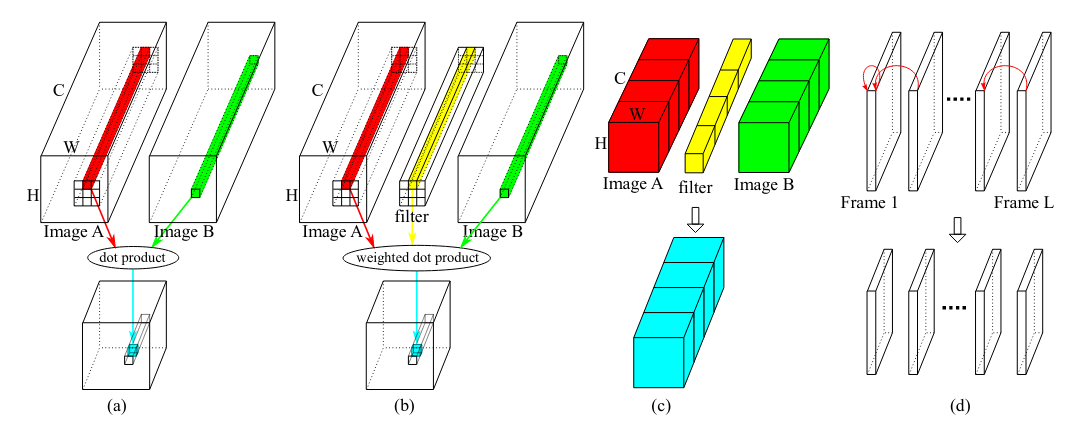 C
W
H
Image A
Image B
dot product
(a)
C
W
H
filter
Image A
Image B
weighted dot product
(b)
C
W
H
Image A
filter
Image B
(c)
Frame 1
Frame L
(d)